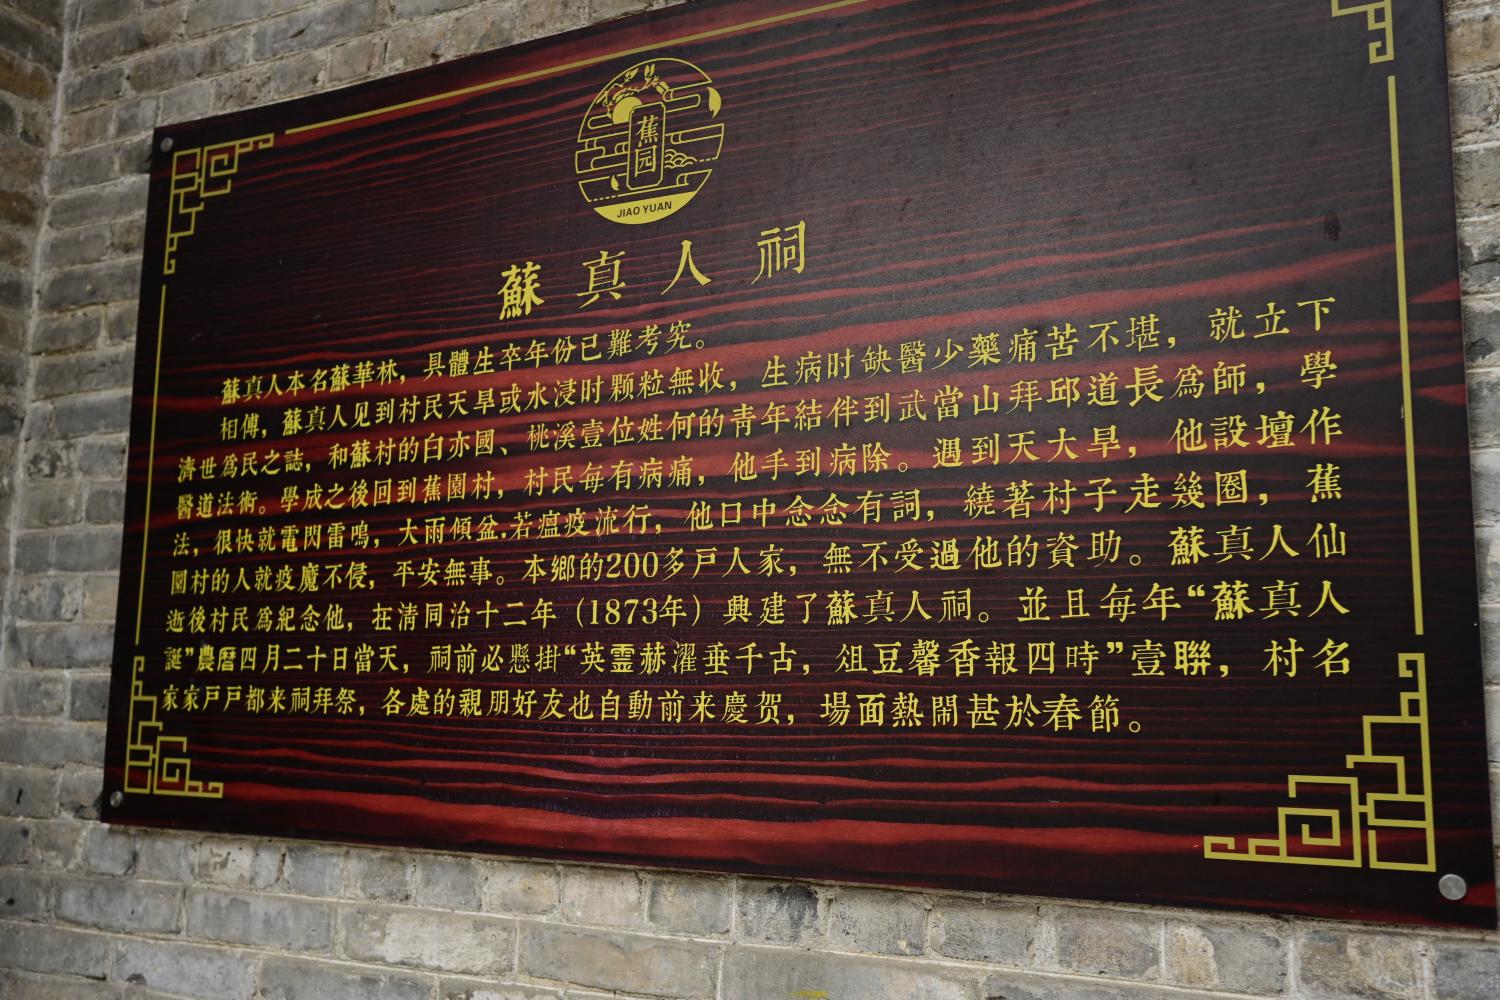 蕉
园
JIAO YUAN
蘇真人祠
蘇真人本名蘇華林，具體生卒年份已難考究。
相傳，蘇真人见到村民天旱或水浸时颗粒無收，生病时缺醫少藥痛苦不堪，就立下
濟世爲民之誌，和蘇村的白亦國、桃溪壹位姓何的青年結伴到武當山拜邱道長爲師，學
醫道法術。學成之後回到蕉園村，村民每有病痛，他手到病除。遇到天大旱，他設壇作
法，很快就電閃雷鳴，大雨傾盆.若瘟疫流行，他口中念念有詞，繞著村子走幾圈，蕉
園村的人就疫魔不侵，平安無事。本鄉的200多戸人家，無不受過他的資助。蘇真人仙
逝後村民爲紀念他，在清同治十二年（1873年）興建了蘇真人祠。並且每年“蘇真人
誕”農曆四月二十日當天，祠前必懸掛“英霊赫濯垂千古，俎豆馨香報四時”壹聯，村名
家家戸戸都来祠拜祭，各處的親朋好友也自動前来慶贺，場面熱鬧甚於春節。